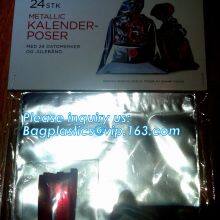 24 STK
METALLIC
KALENDER-
POSER
MED 24 DATOMERKER
OG JULEBÅND
Please inquiry us:
Bagplastics@vip.163.com